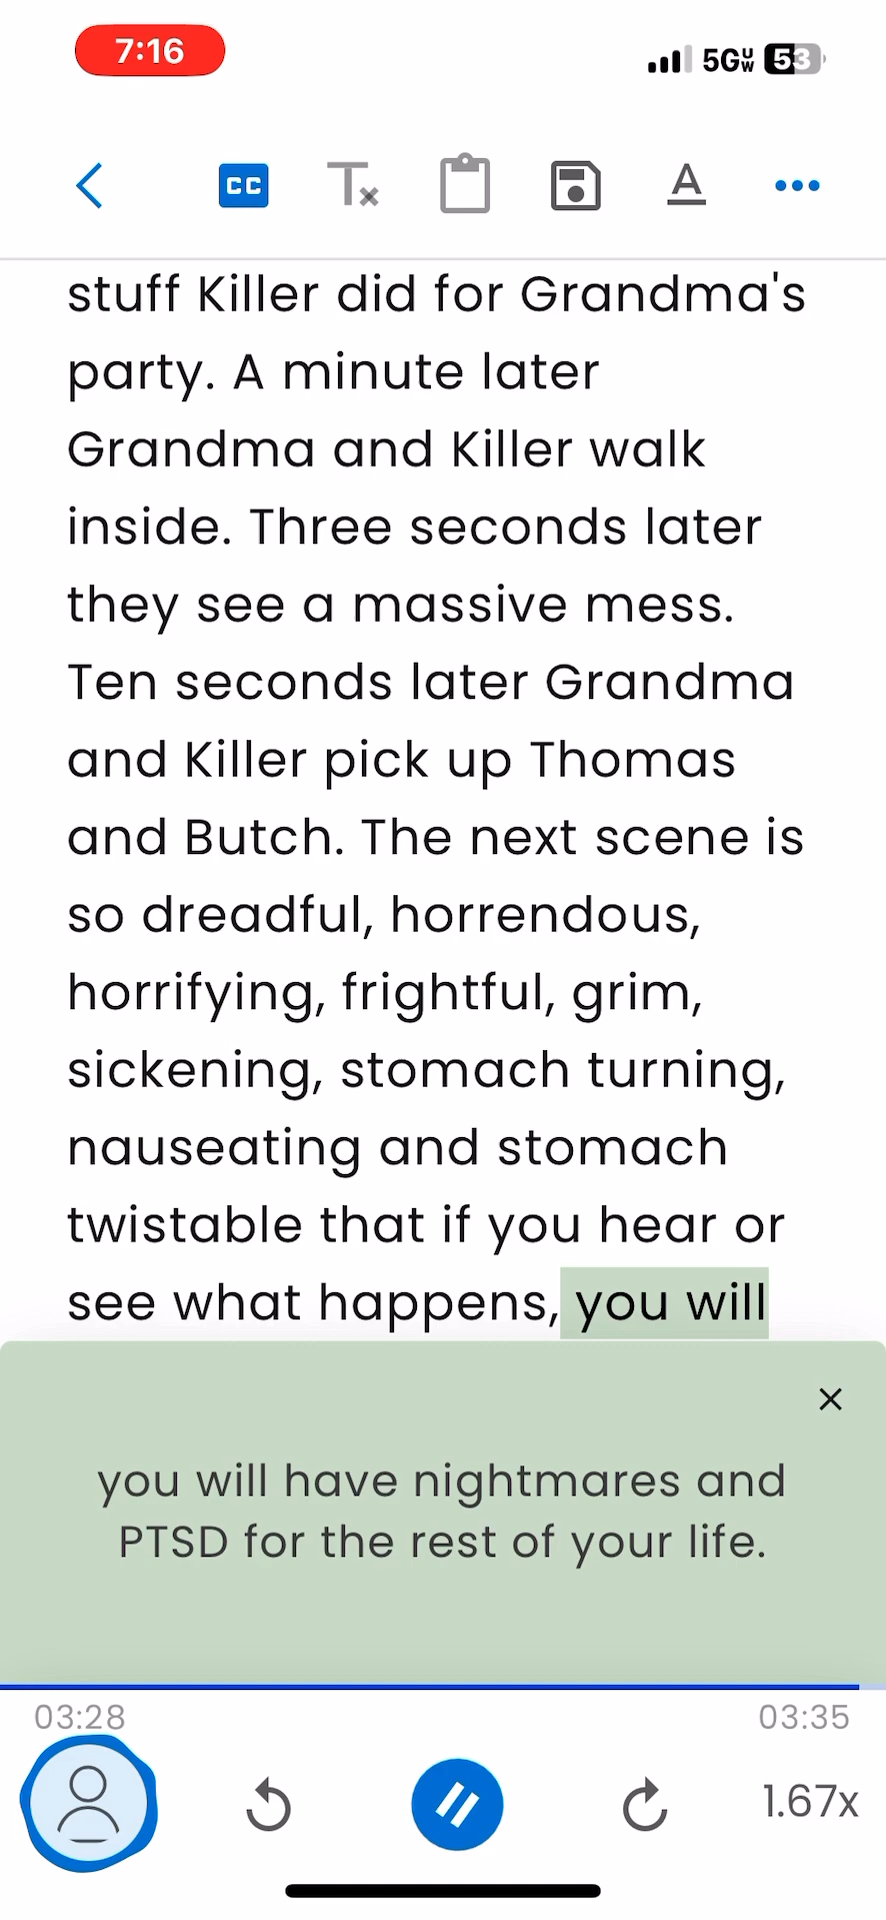 7:16
5GUW 53
CC
stuff Killer did for Grandma's
party. A minute later
Grandma and Killer walk
inside. Three seconds later
they see a massive mess.
Ten seconds later Grandma
and Killer pick up Thomas
and Butch. The next scene is
so dreadful, horrendous,
horrifying, frightful, grim,
sickening, stomach turning,
nauseating and stomach
twistable that if you hear or
see what happens, you will
you will have nightmares and
PTSD for the rest of your life.
03:28 03:35
1.67x